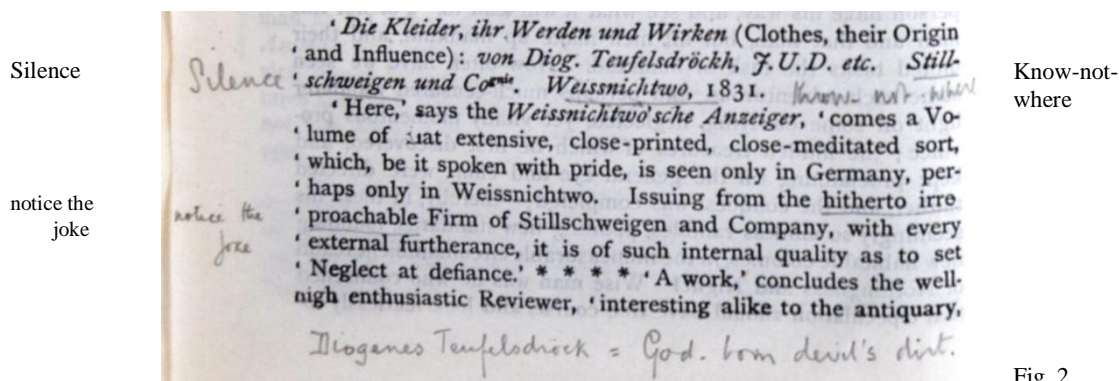 Silence
notice the
joke
' Die Kleider, ihr Werden und Wirken (Clothes, their Origin
' and Influence): von Diog. Teufelsdröckh, J.U.D. etc. Still-
Silence ' schweigen und Cognie. Weissnichtwo, 1831. Know not where
' Here,' says the Weissnichtwo'sche Anzeiger, ' comes a Vo-
' lume of that extensive, close-printed, close-meditated sort,
' which, be it spoken with pride, is seen only in Germany, per-
' haps only in Weissnichtwo. Issuing from the hitherto irre
notice the ' proachable Firm of Stillschweigen and Company, with every
joke ' external furtherance, it is of such internal quality as to set
' Neglect at defiance.' * * * * ' A work,' concludes the well-
nigh enthusiastic Reviewer, ' interesting alike to the antiquary,
Diogenes Teufelsdröck = God. born devil's dirt.
Know-not-
where
Fig. 2